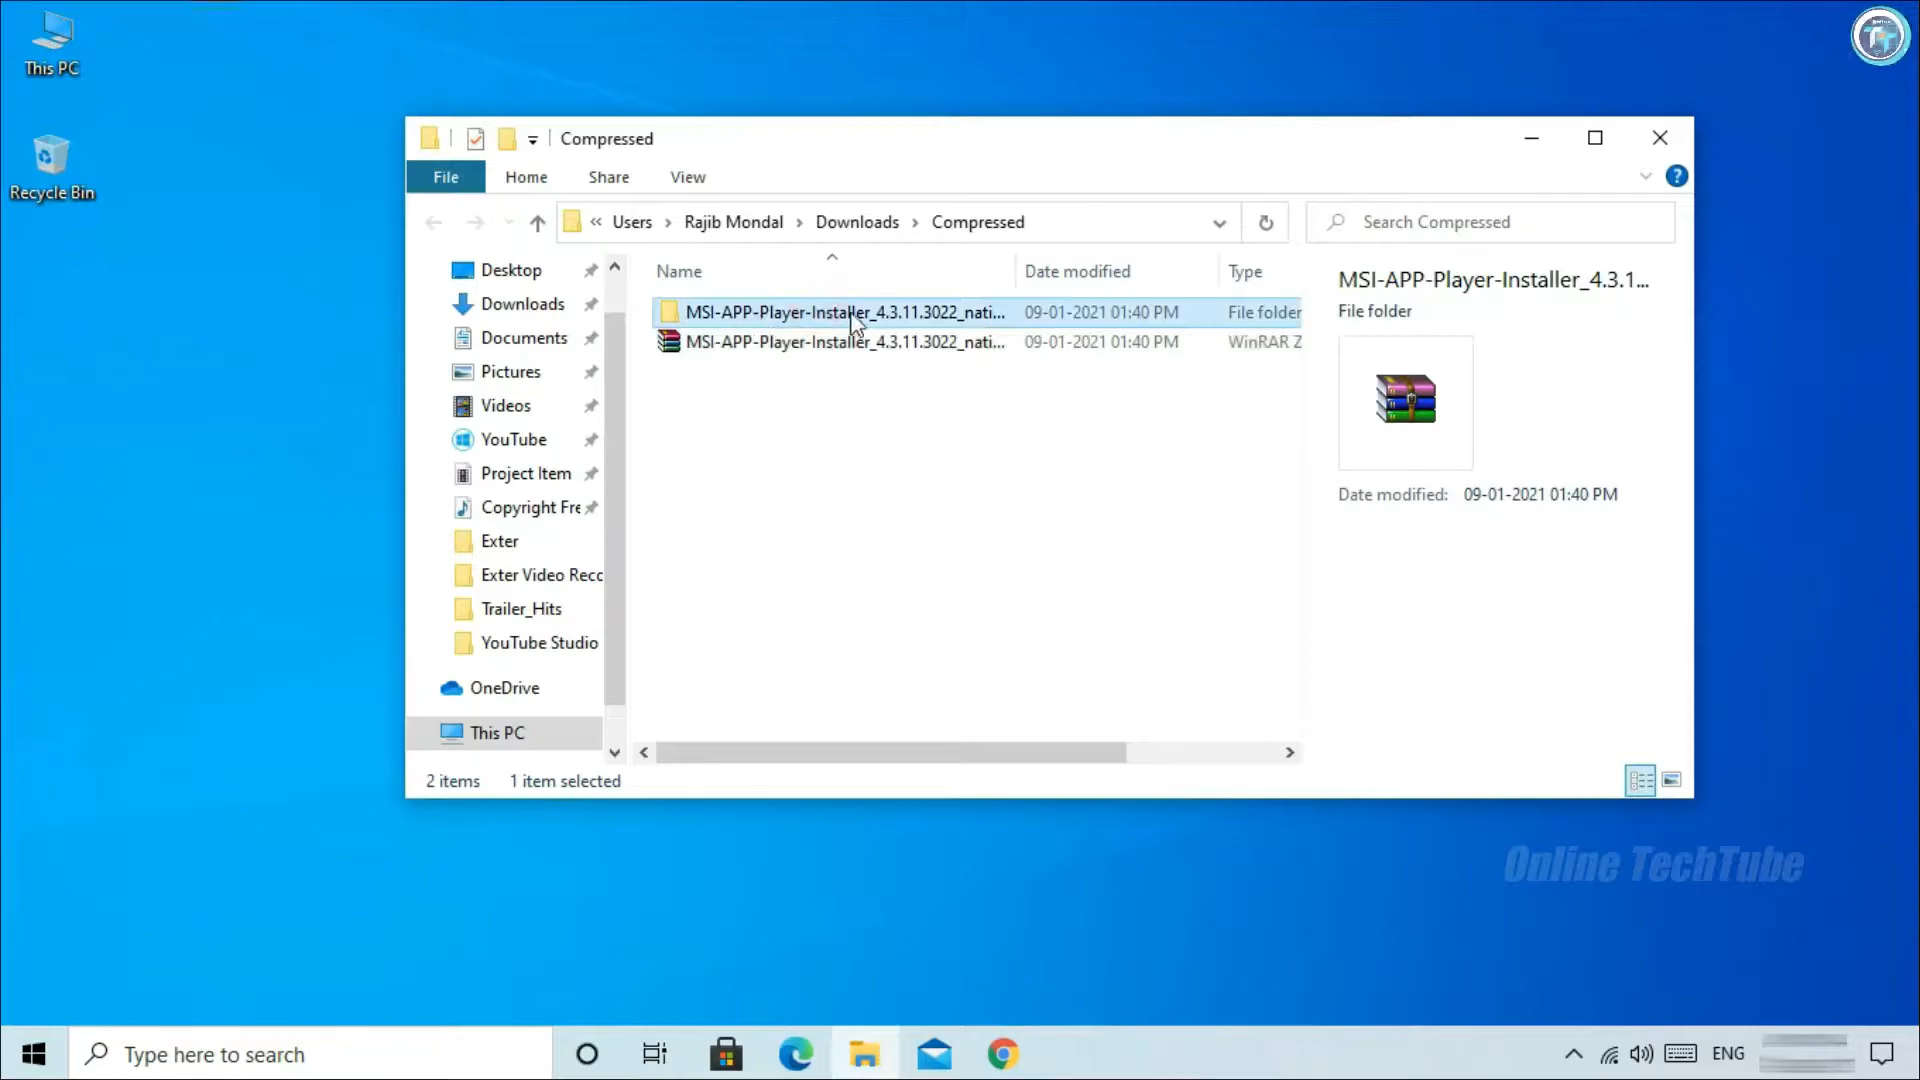 This PC
Recycle Bin
Compressed
File Home Share View
« Users › Rajib Mondal › Downloads › Compressed
Search Compressed
Desktop
Downloads
Documents
Pictures
Videos
YouTube
Project Item
Copyright Fre
Exter
Exter Video Reco
Trailer_Hits
YouTube Studio
OneDrive
This PC
Name Date modified Type
MSI-APP-Player-Installer_4.3.11.3022_nati... 09-01-2021 01:40 PM File folder
MSI-APP-Player-Installer_4.3.11.3022_nati... 09-01-2021 01:40 PM WinRAR Z
MSI-APP-Player-Installer_4.3.1...
File folder
Date modified: 09-01-2021 01:40 PM
2 items 1 item selected
Online TechTube
Type here to search
ENG